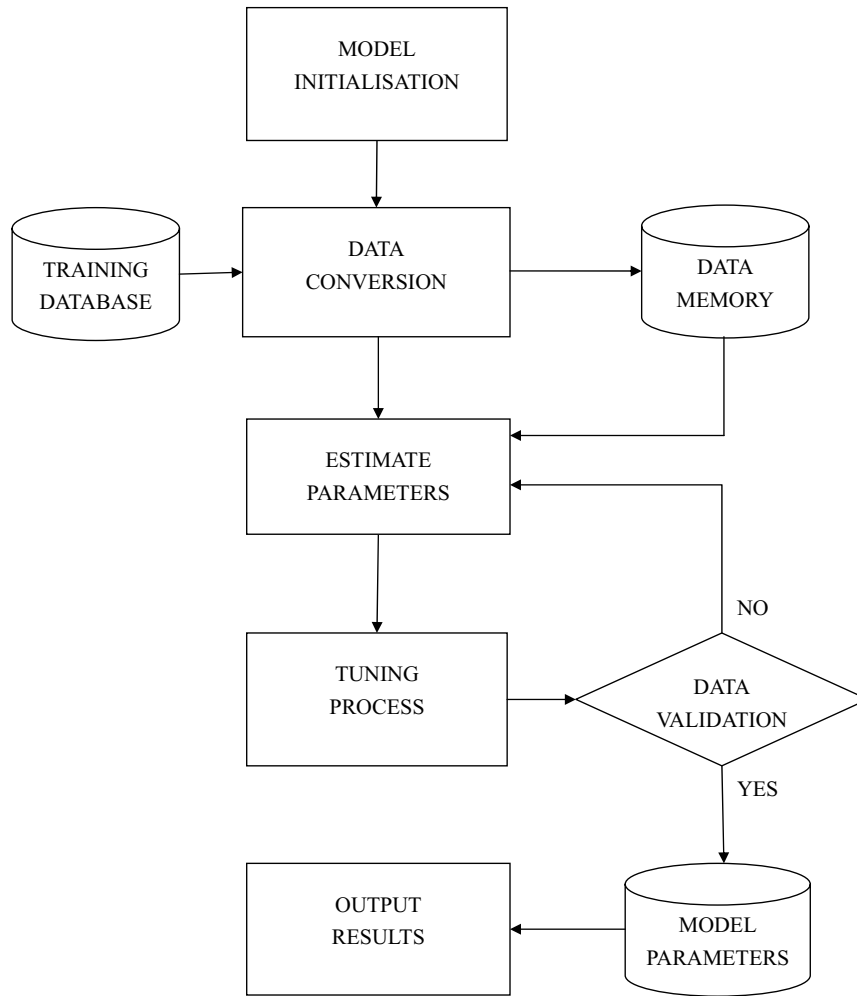 MODEL
INITIALISATION
TRAINING
DATABASE
DATA
CONVERSION
DATA
MEMORY
ESTIMATE
PARAMETERS
NO
TUNING
PROCESS
DATA
VALIDATION
YES
OUTPUT
RESULTS
MODEL
PARAMETERS